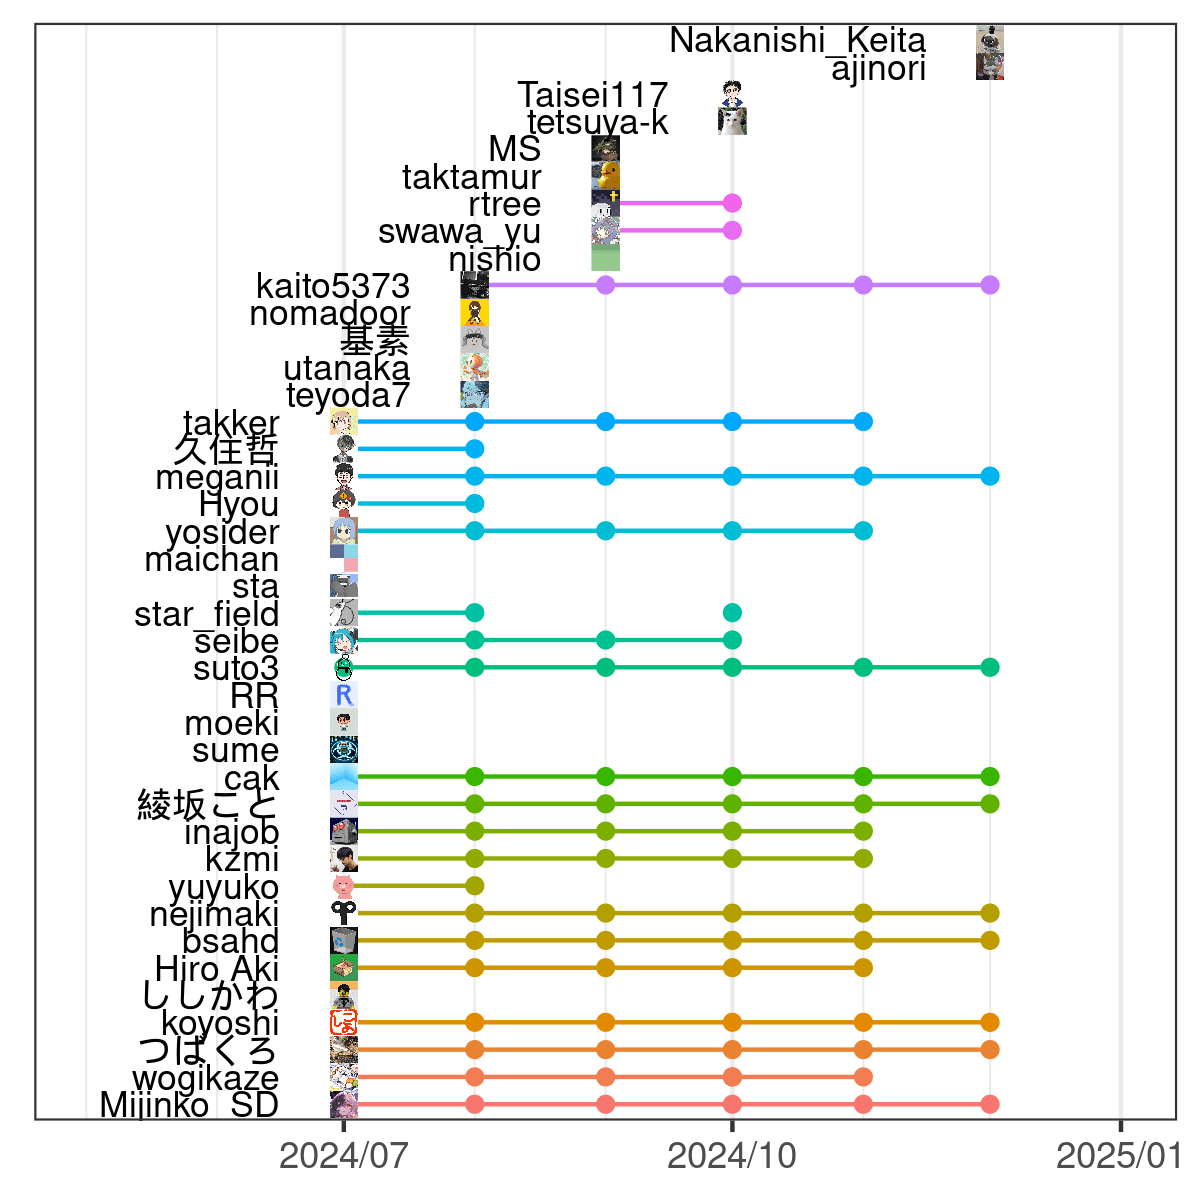 Nakanishi_Keita
ajinori
Taisei117
tetsuya-k
MS
taktamur
rtree
swawa_yu
nishio
kaito5373
nomadoor
基素
utanaka
teyoda7
takker
久住哲
meganii
Hyou
yosider
maichan
sta
star_field
seibe
suto3
RR
R
moeki
sume
cak
綾坂こと
inajob
kzmi
yuyuko
nejimaki
bsahd
Hiro Aki
ししかわ
koyoshi
つばくろ
wogikaze
Mijinko_SD
2024/07
2024/10
2025/01